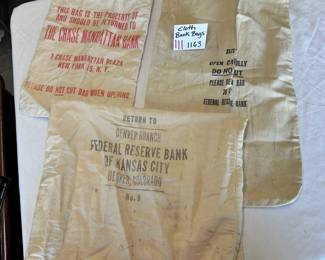 THIS BAG IS THE PROPERTY OF
AND SHOULD BE RETURNED TO
THE CHASE MANHATTAN BANK
1 CHASE MANHATTAN PLAZA
NEW YORK 15, N.Y.
PLEASE DO NOT CUT BAG WHEN OPENING
Cloth
Bank Bags
1163
OPEN CAREFULLY
DO NOT
PLEASE
FEDERAL RESERVE BANK
RETURN TO
DENVER BRANCH
FEDERAL RESERVE BANK
OF KANSAS CITY
DENVER, COLORADO